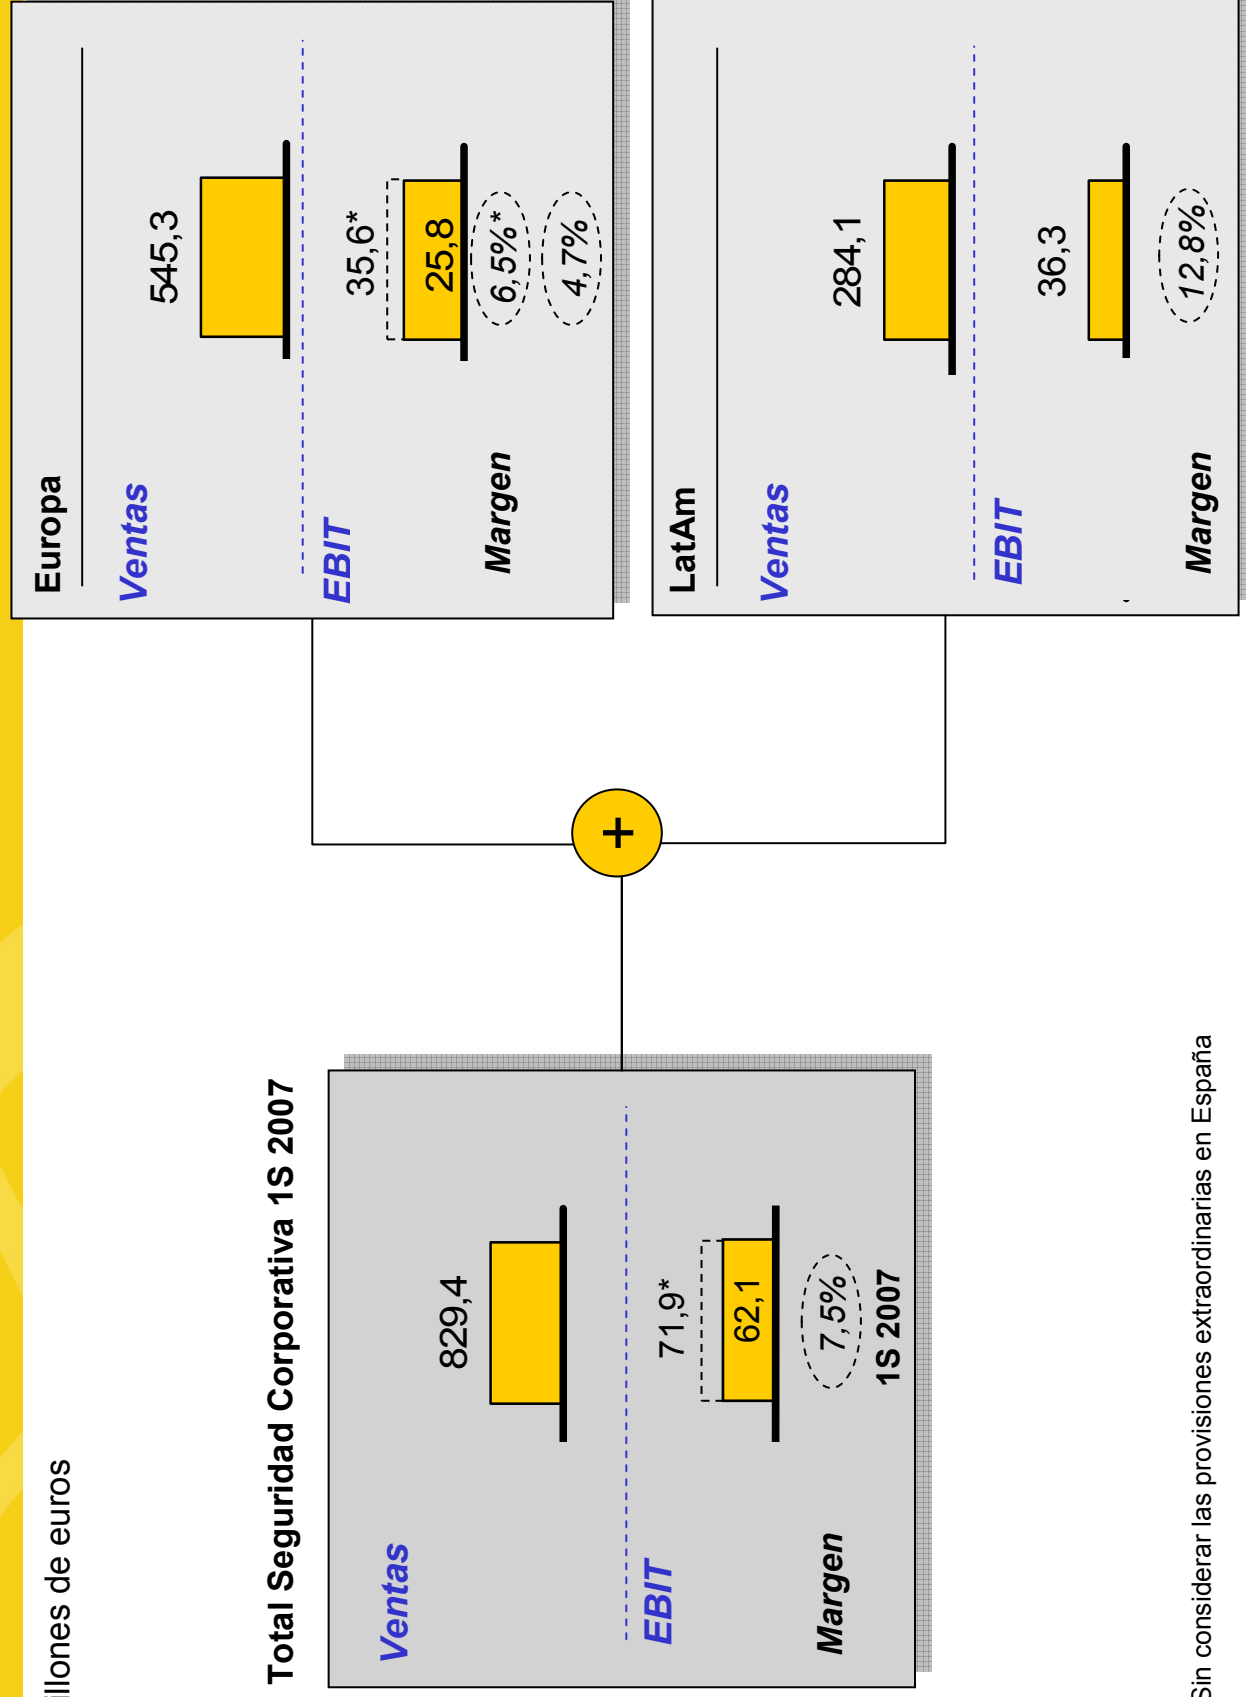 de euros
Total Seguridad Corporativa 1S 2007
Ventas
829,4
EBIT
71,9*
62,1
Margen
7,5%
1S 2007
+
Europa
Ventas
545,3
EBIT
35,6*
25,8
Margen
6,5%*
4,7%
LatAm
Ventas
284,1
EBIT
36,3
Margen
12,8%
Sin considerar las provisiones extraordinarias en España